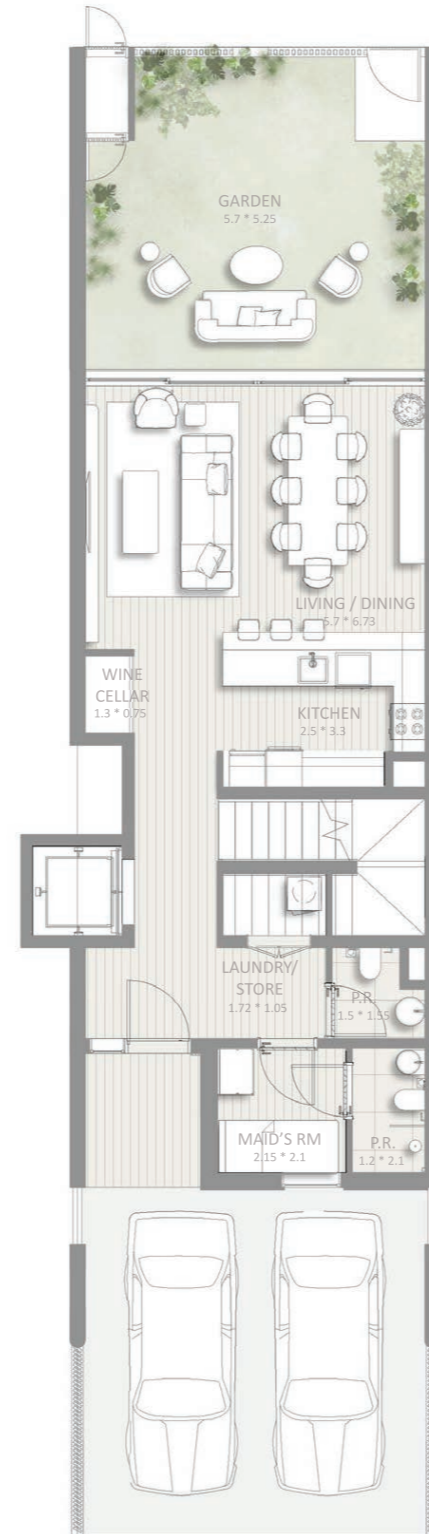 GARDEN
5.7 * 5.25
LIVING / DINING
5.7 * 6.73
WINE
CELLAR
1.3 * 0.75
KITCHEN
2.5 * 3.3
LAUNDRY/
STORE
1.72 * 1.05
P.R.
1.5 * 1.55
MAID'S RM
2.15 * 2.1
P.R.
1.2 * 2.1